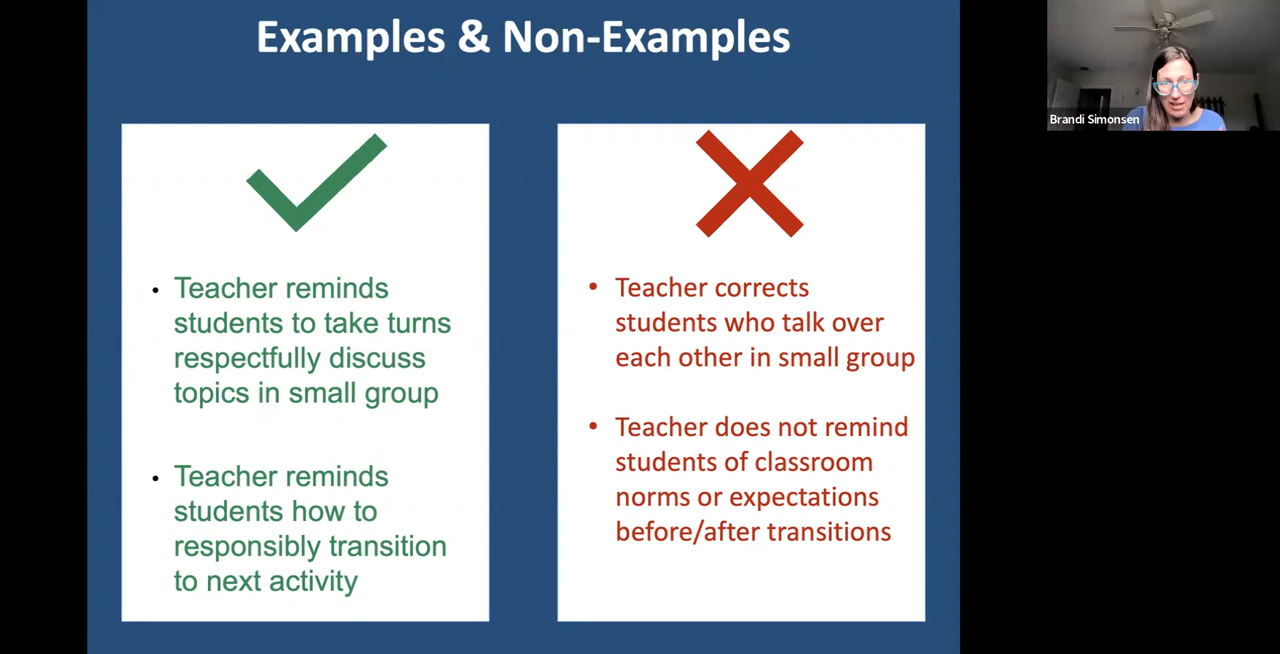 Examples & Non-Examples
• Teacher reminds
students to take turns
respectfully discuss
topics in small group
• Teacher reminds
students how to
responsibly transition
to next activity
• Teacher corrects
students who talk over
each other in small group
• Teacher does not remind
students of classroom
norms or expectations
before/after transitions
Brandi Simonsen